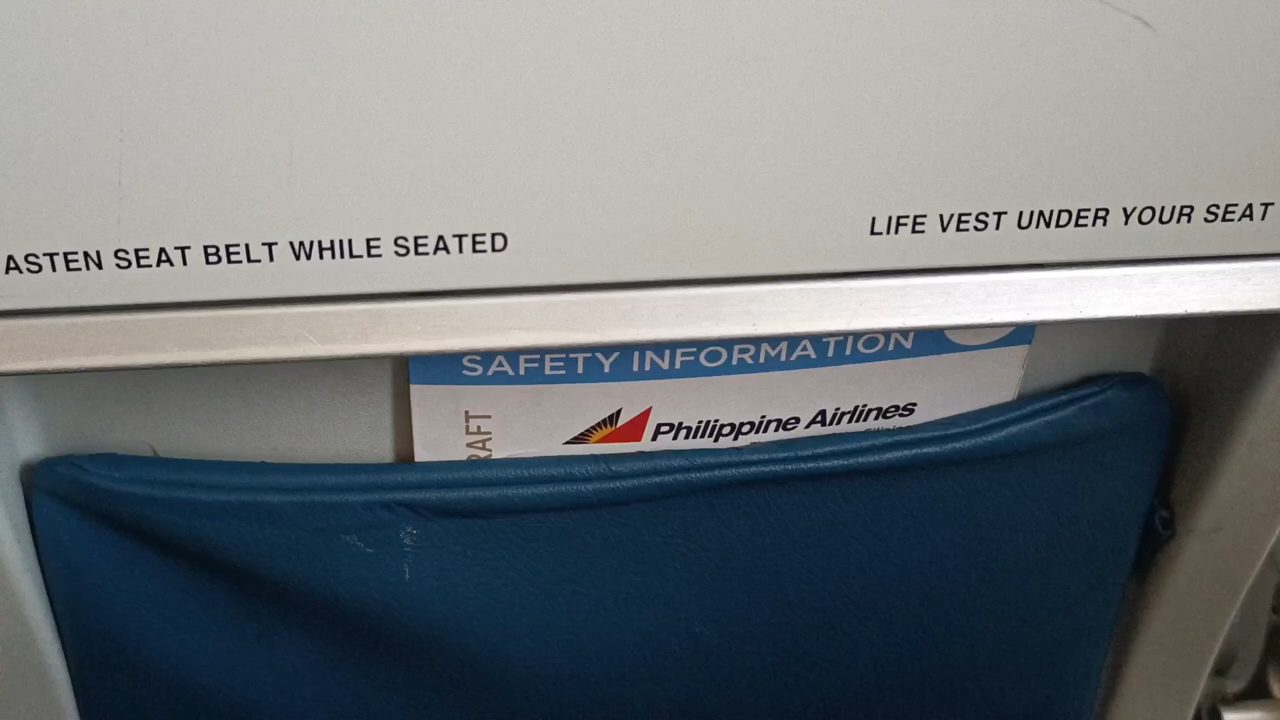 ASTEN SEAT BELT WHILE SEATED
LIFE VEST UNDER YOUR SEAT
SAFETY INFORMATION
RAFT
Philippine Airlines